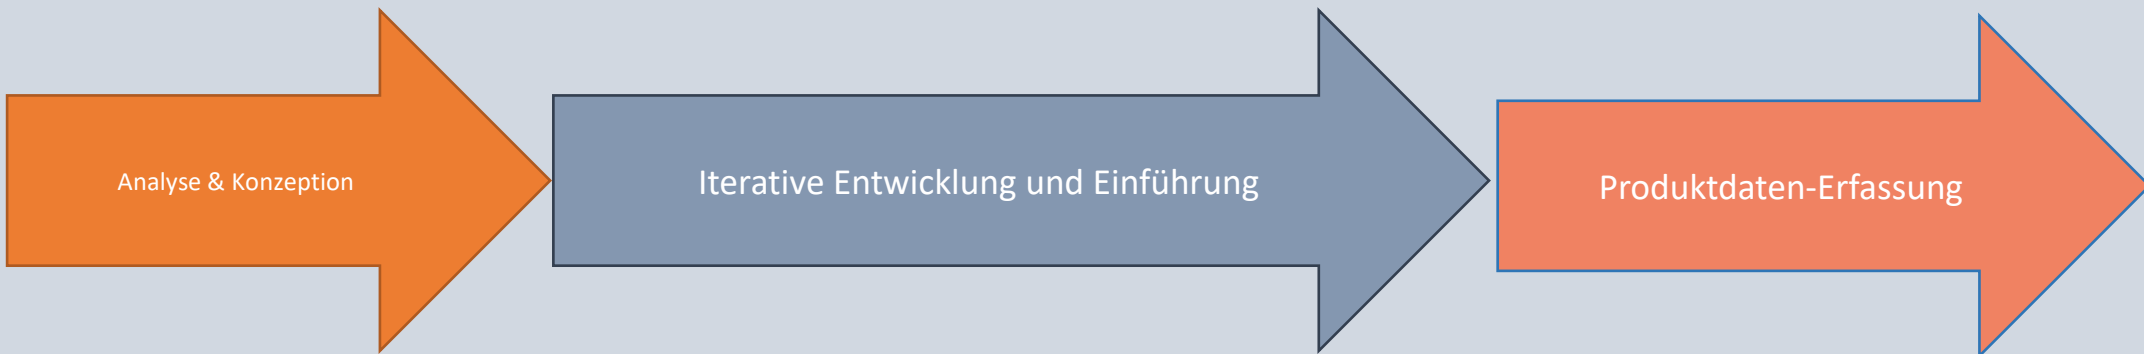 Analyse & Konzeption
Iterative Entwicklung und Einführung
Produktdaten-Erfassung